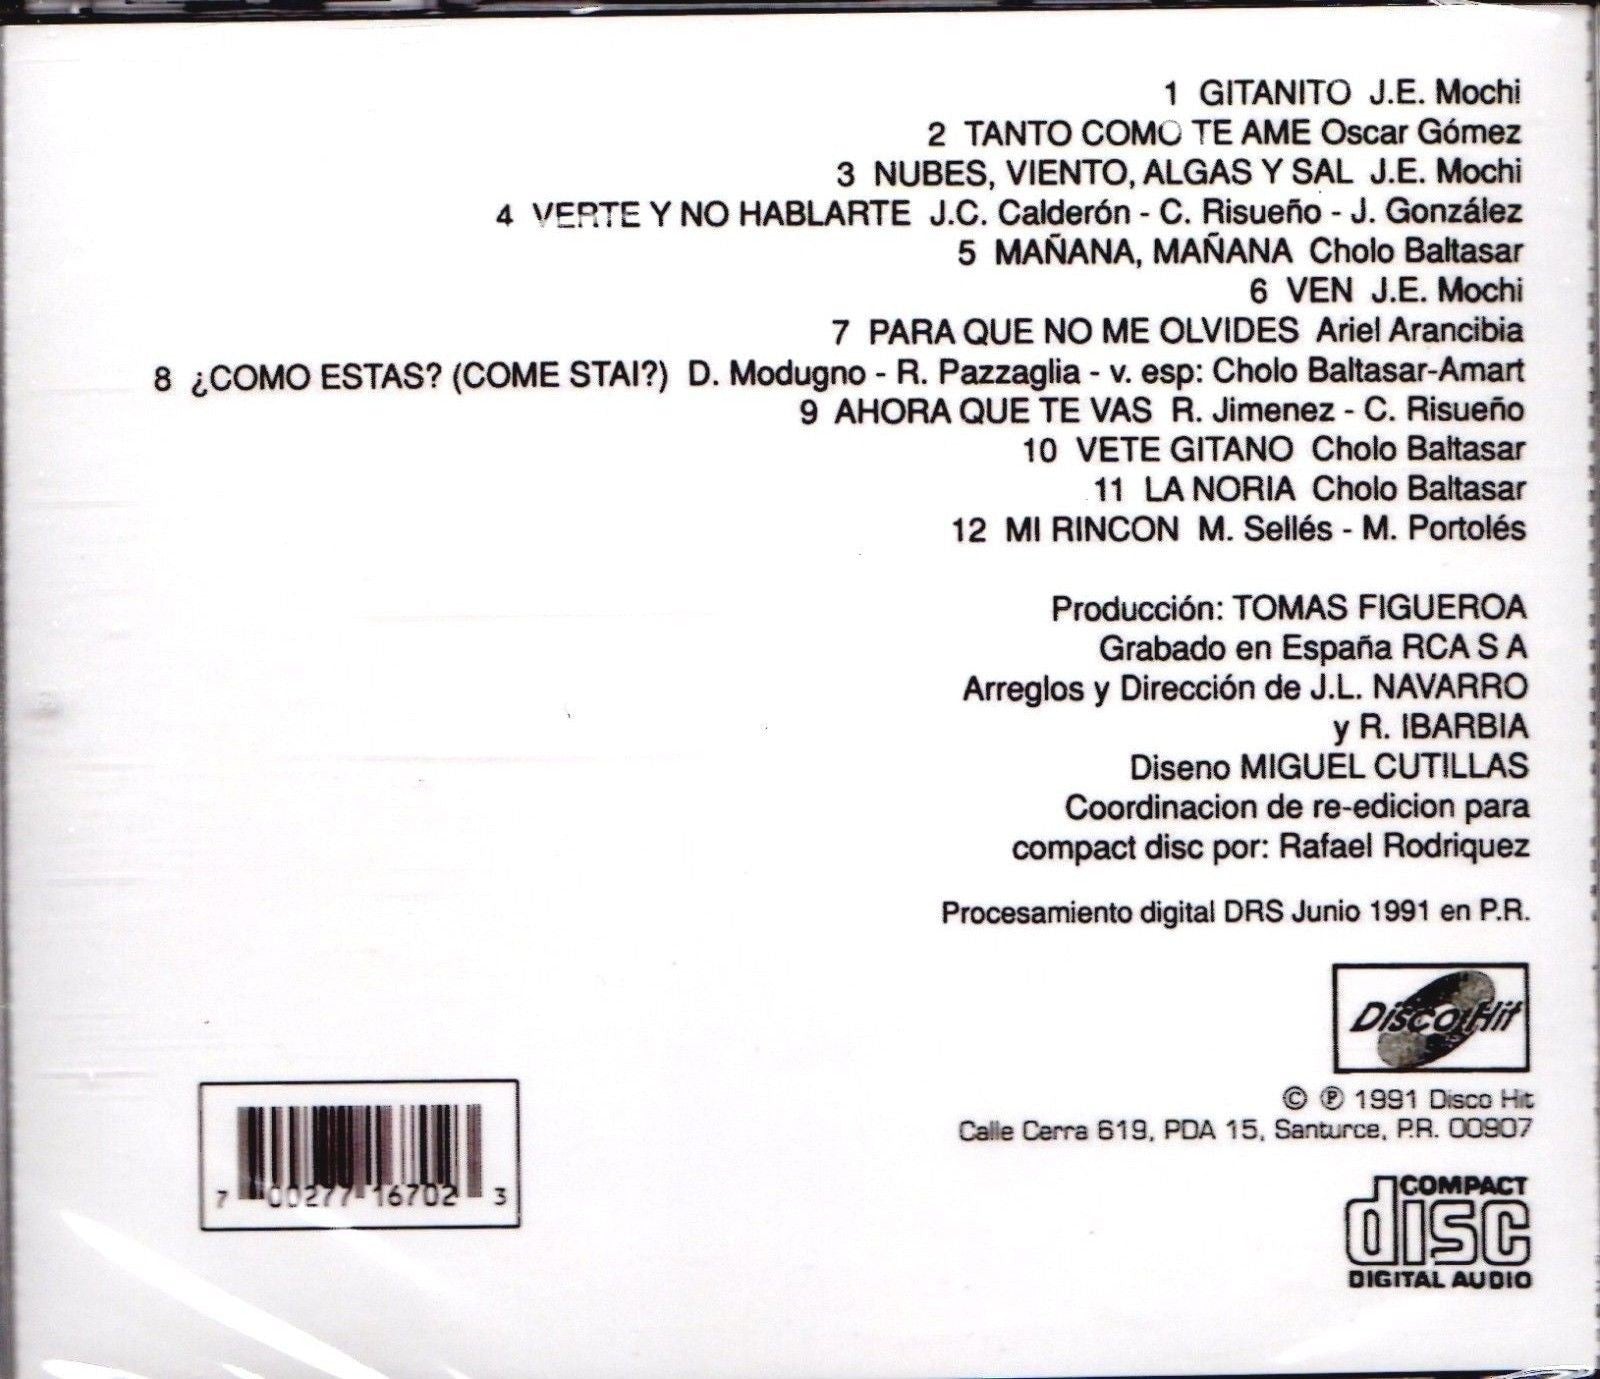 1 GITANITO J.E. Mochi
2 TANTO COMO TE AME Oscar Gómez
3 NUBES, VIENTO, ALGAS Y SAL J.E. Mochi
4 VERTE Y NO HABLARTE J.C. Calderón - C. Risueño - J. González
5 MAÑANA, MAÑANA Cholo Baltasar
6 VEN J.E. Mochi
7 PARA QUE NO ME OLVIDES Ariel Arancibia
8 ¿COMO ESTAS? (COME STAI?) D. Modugno - R. Pazzaglia - v. esp: Cholo Baltasar-Amart
9 AHORA QUE TE VAS R. Jimenez - C. Risueño
10 VETE GITANO Cholo Baltasar
11 LA NORIA Cholo Baltasar
12 MI RINCON M. Sellés - M. Portolés
Producción: TOMAS FIGUEROA
Grabado en España RCA S A
Arreglos y Dirección de J.L. NAVARRO
y R. IBARBIA
Diseno MIGUEL CUTILLAS
Coordinacion de re-edicion para
compact disc por: Rafael Rodriquez
Procesamiento digital DRS Junio 1991 en P.R.
Disco Hit
© ℗ 1991 Disco Hit
Calle Cerra 619, PDA 15, Santurce, P.R. 00907
7 00277 16702 3
COMPACT
disc
DIGITAL AUDIO